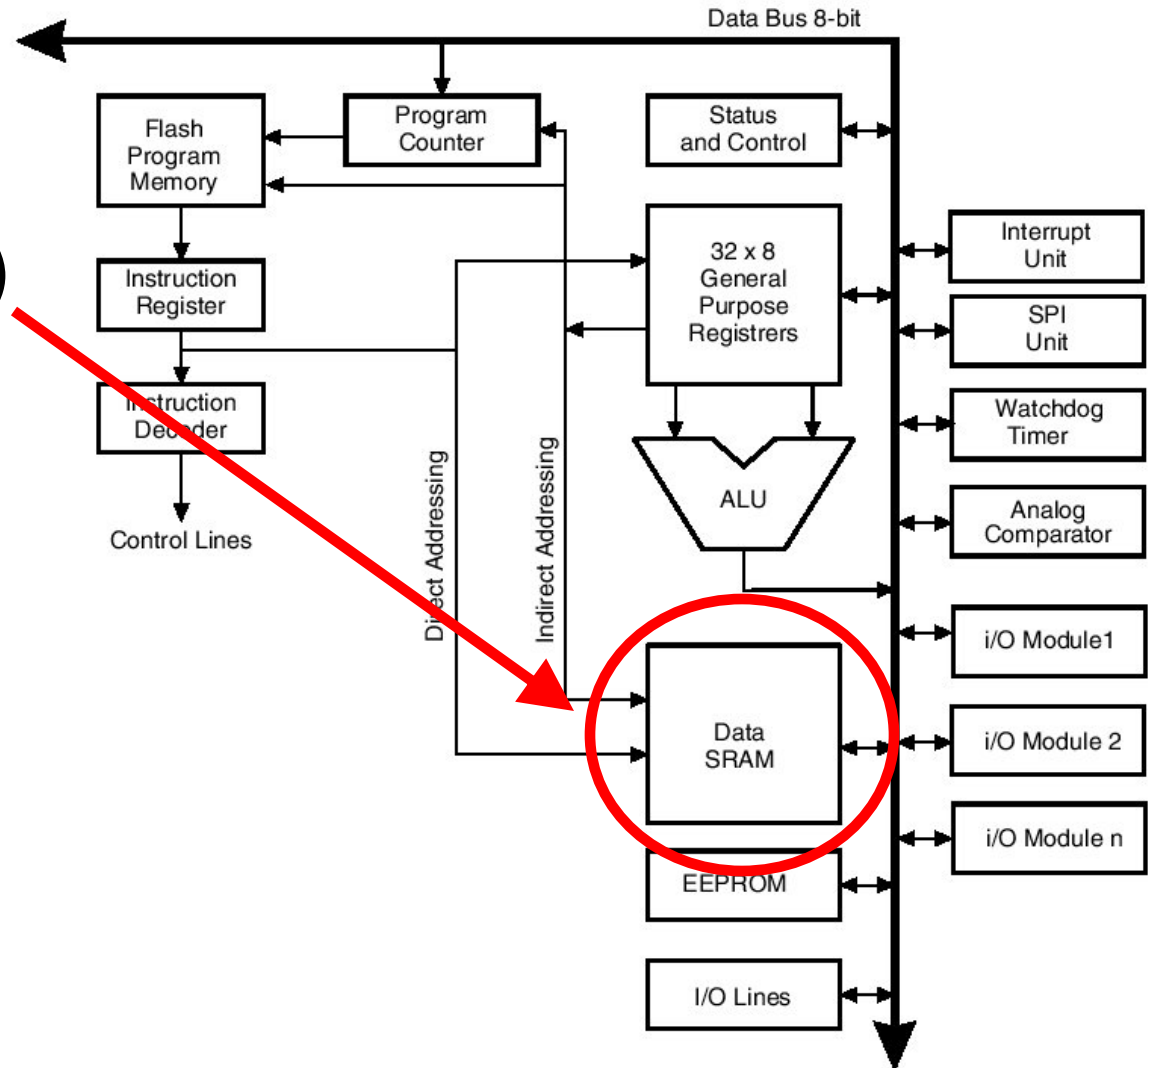 Data Bus 8-bit
Flash
Program
Memory
Program
Counter
Status
and Control
32 x 8
General
Purpose
Registrers
Instruction
Register
Instruction
Decoder
Control Lines
Direct Addressing
Indirect Addressing
ALU
Data
SRAM
EEPROM
I/O Lines
Interrupt
Unit
SPI
Unit
Watchdog
Timer
Analog
Comparator
i/O Module1
i/O Module 2
i/O Module n